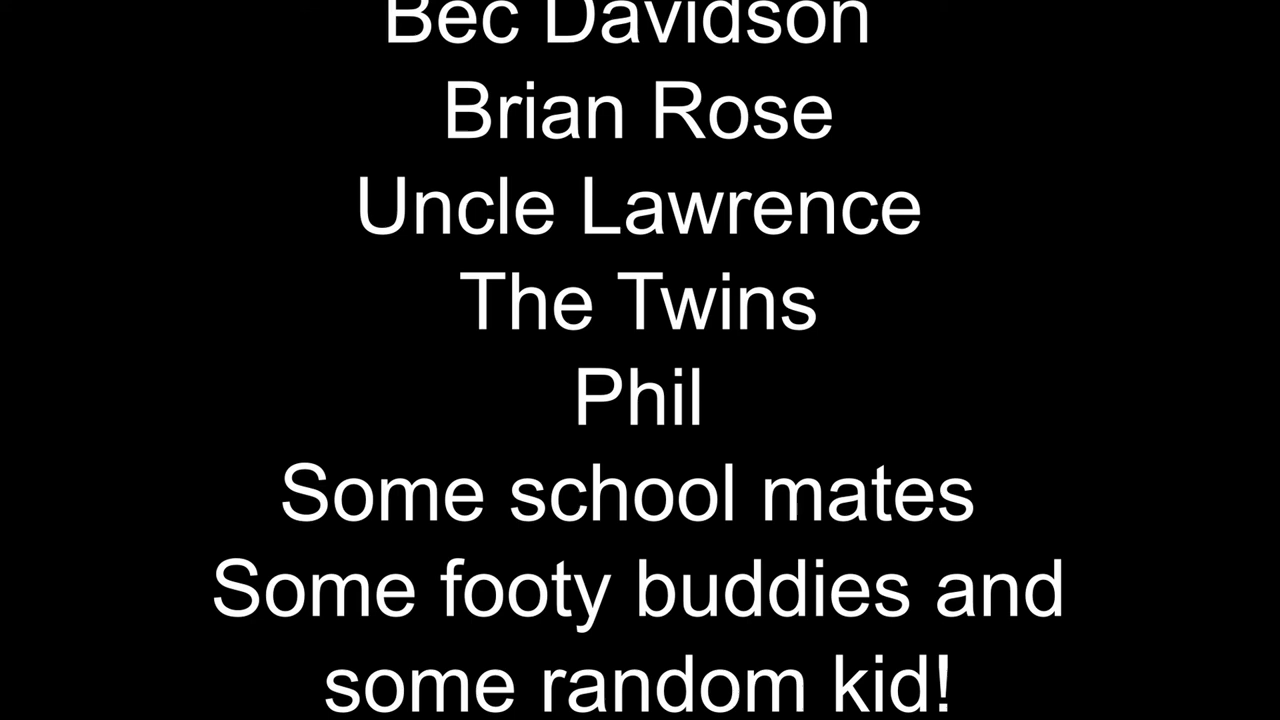 Bec Davidson
Brian Rose
Uncle Lawrence
The Twins
Phil
Some school mates
Some footy buddies and
some random kid!